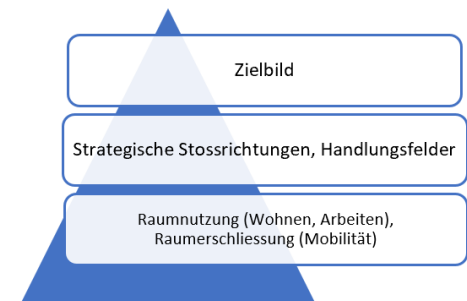 Zielbild
Strategische Stossrichtungen, Handlungsfelder
Raumnutzung (Wohnen, Arbeiten),
Raumerschliessung (Mobilität)